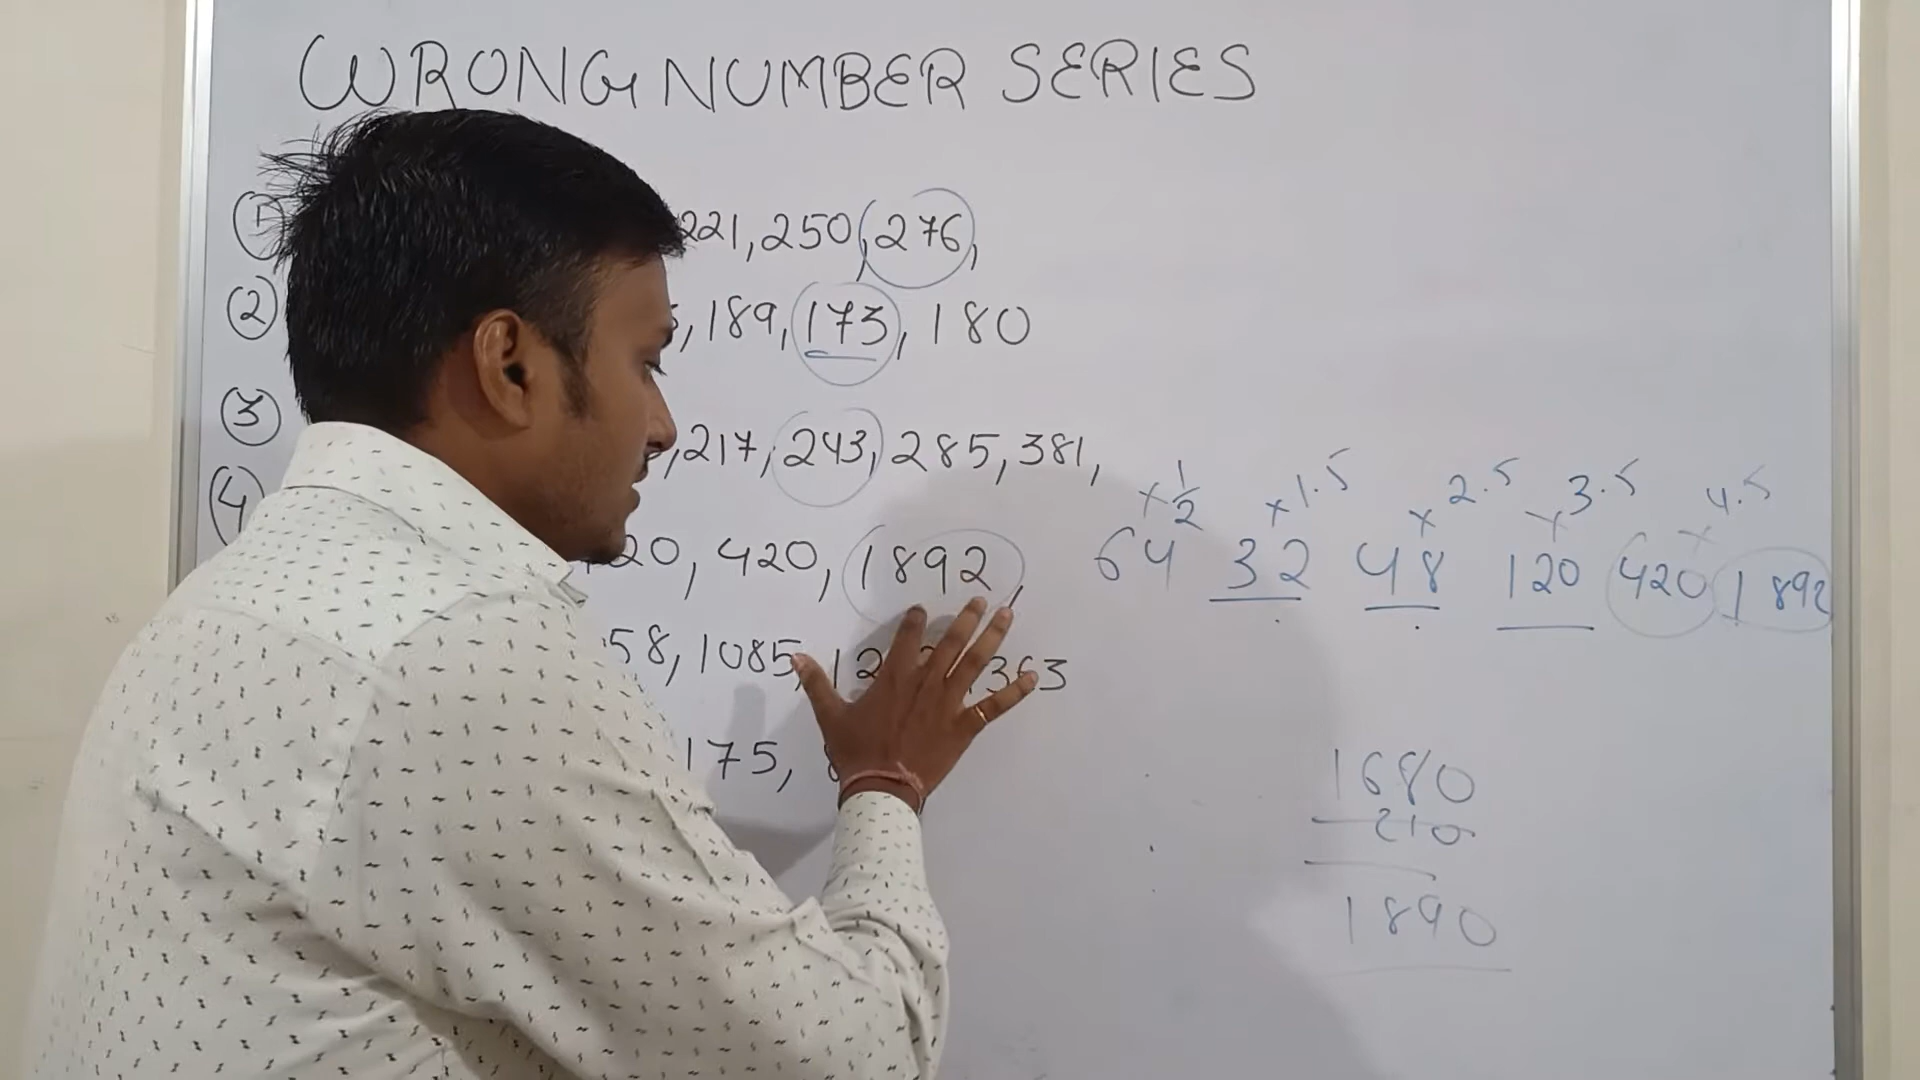 WRONG NUMBER SERIES
① 221, 250, 276,
② , 189, 173, 180
③ , 217, 243, 285, 381,
④ 20, 420, 1892,
58, 1085, 363
175,
×1/2 ×1.5 ×2.5 ×3.5 ×4.5
64 32 48 120 420 1892
1680
210
1890